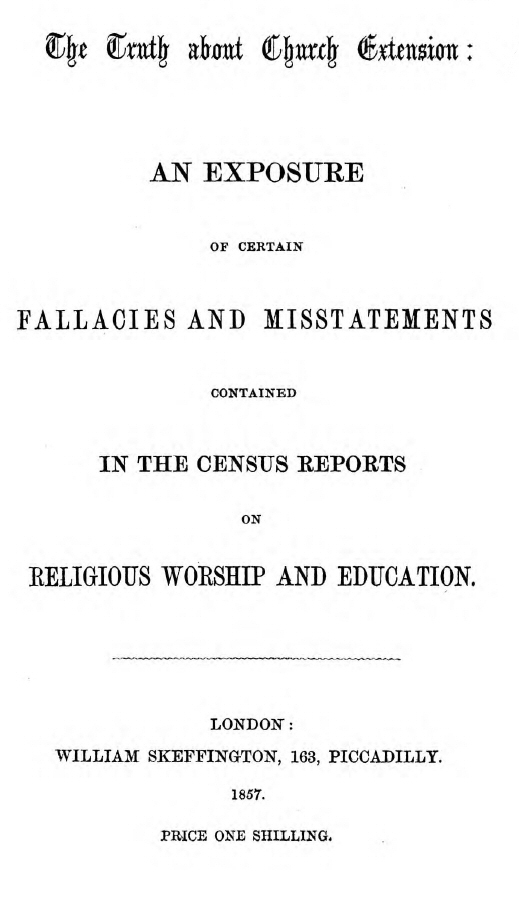 The Truth about Church Extension:
AN EXPOSURE
OF CERTAIN
FALLACIES AND MISSTATEMENTS
CONTAINED
IN THE CENSUS REPORTS
ON
RELIGIOUS WORSHIP AND EDUCATION.
LONDON:
WILLIAM SKEFFINGTON, 163, PICCADILLY.
1857.
PRICE ONE SHILLING.